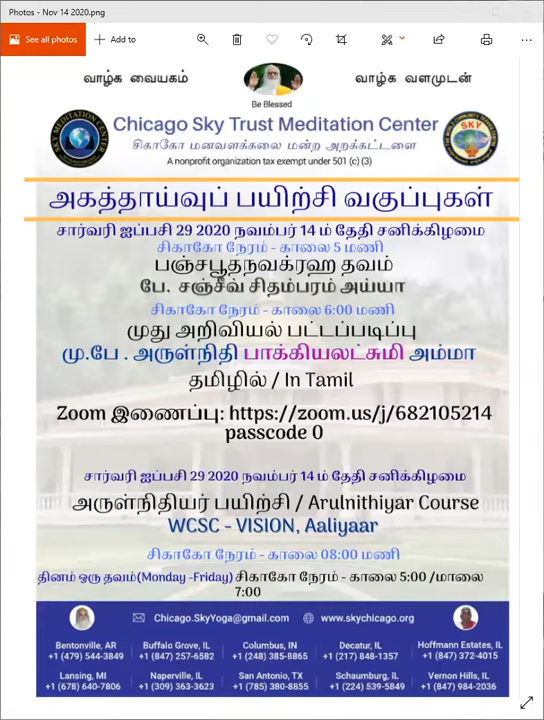 Photos - Nov 14 2020.png
See all photos
Add to
வாழ்க வையகம்
வாழ்க வளமுடன்
Be Blessed
Chicago Sky Trust Meditation Center
சிகாகோ மனவளக்கலை மன்ற அறக்கட்டளை
A nonprofit organization tax exempt under 501 (c) (3)
SKY MEDITATION CENTER
SKY
அகத்தாய்வுப் பயிற்சி வகுப்புகள்
சார்வரி ஐப்பசி 29 2020 நவம்பர் 14 ம் தேதி சனிக்கிழமை
சிகாகோ நேரம் - காலை 5 மணி
பஞ்சபூதநவக்ரஹ தவம்
பே. சஞ்சீவ் சிதம்பரம் அய்யா
சிகாகோ நேரம் - காலை 6:00 மணி
முது அறிவியல் பட்டப்படிப்பு
மு.பே . அருள்நிதி பாக்கியலட்சுமி அம்மா
தமிழில் / In Tamil
Zoom இணைப்பு: https://zoom.us/j/682105214
passcode 0
சார்வரி ஐப்பசி 29 2020 நவம்பர் 14 ம் தேதி சனிக்கிழமை
அருள்நிதியர் பயிற்சி / Arulnithiyar Course
WCSC - VISION, Aaliyaar
சிகாகோ நேரம் - காலை 08:00 மணி
தினம் ஒரு தவம்(Monday -Friday) சிகாகோ நேரம் - காலை 5:00 /மாலை
7:00
Chicago.SkyYoga@gmail.com
www.skychicago.org
Bentonville, AR
+1 (479) 544-3849
Buffalo Grove, IL
+1 (847) 257-6582
Columbus, IN
+1 (248) 385-8865
Decatur, IL
+1 (217) 848-1357
Hoffmann Estates, IL
+1 (847) 372-4015
Lansing, MI
+1 (678) 640-7806
Naperville, IL
+1 (309) 363-3623
San Antonio, TX
+1 (785) 380-8855
Schaumburg, IL
+1 (224) 539-5849
Vernon Hills, IL
+1 (847) 984-2036